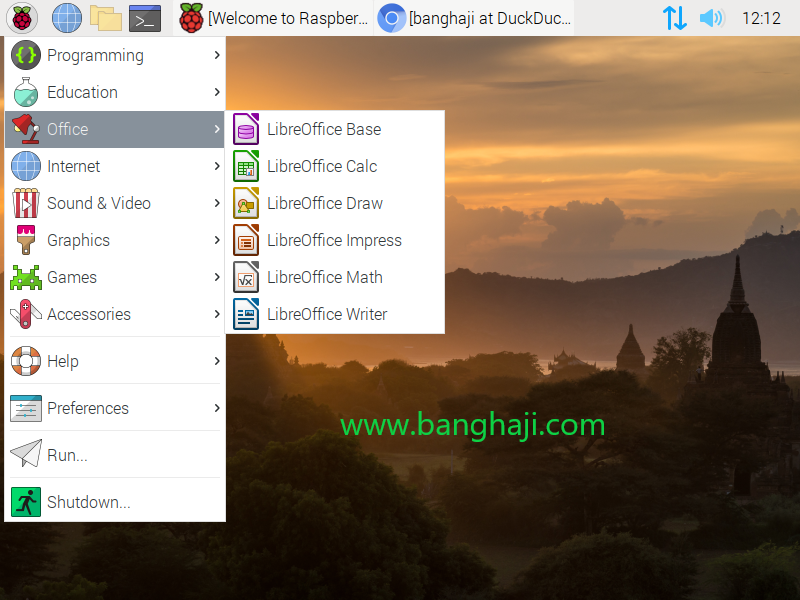 [Welcome to Raspber...
[banghaji at DuckDuc...
12:12
Programming
Education
Office
Internet
Sound & Video
Graphics
Games
Accessories
Help
Preferences
Run...
Shutdown...
LibreOffice Base
LibreOffice Calc
LibreOffice Draw
LibreOffice Impress
LibreOffice Math
LibreOffice Writer
www.banghaji.com